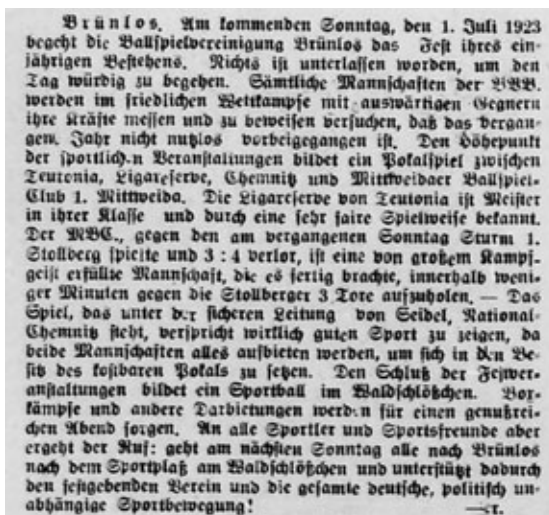 Brünlos. Am kommenden Sonntag, den 1. Juli 1923
begeht die Ballspielvereinigung Brünlos das Fest ihres ein-
jährigen Bestehens. Nichts ist unterlassen worden, um den
Tag würdig zu begehen. Sämtliche Mannschaften der BVB.
werden im friedlichen Wettkampfe mit auswärtigen Gegnern
ihre Kräfte messen und zu beweisen versuchen, daß das vergan-
gen. Jahr nicht nutzlos vorbeigegangen ist. Den Höhepunkt
der sportlich.n Veranstaltungen bildet ein Pokalspiel zwischen
Teutonia, Ligareserve, Chemnitz und Mittweidaer Ballspiel-
Club 1. Mittweida. Die Ligareserve von Teutonia ist Meister
in ihrer Klasse und durch eine sehr faire Spielweise bekannt.
Der MBC., gegen den am vergangenen Sonntag Sturm 1.
Stollberg spielte und 3 : 4 verlor, ist eine von großem Kampf-
geist erfüllte Mannschaft, die es fertig brachte, innerhalb weni-
ger Minuten gegen die Stollberger 3 Tore aufzuholen. — Das
Spiel, das unter der sicheren Leitung von Seidel, National-
Chemnitz steht, verspricht wirklich guten Sport zu zeigen, da
beide Mannschaften alles aufbieten werden, um sich in den Be-
sitz des kostbaren Pokals zu setzen. Den Schluß der Festver-
anstaltungen bildet ein Sportball im Waldschlößchen. Box-
kämpfe und andere Darbietungen werd.n für einen genußrei-
chen Abend sorgen. An alle Sportler und Sportsfreunde aber
ergeht der Ruf: geht am nächsten Sonntag alle nach Brünlos
nach dem Sportplatz am Waldschlößchen und unterstützt dadurch
den festgebenden Verein und die gesamte deutsche, politisch un-
abhängige Sportbewegung! —er.